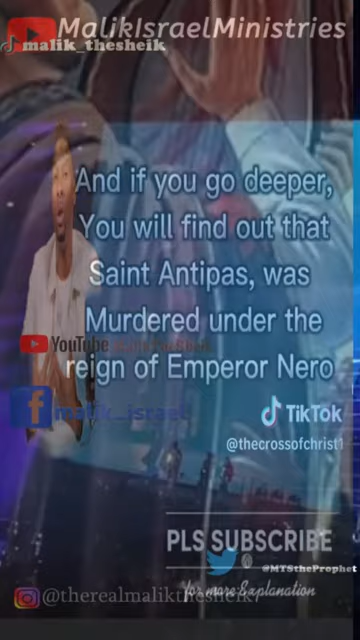 MalikIsraelMinistries
malik_thesheik
And if you go deeper,
You will find out that
Saint Antipas, was
Murdered under the
YouTube
reign of Emperor Nero
malik_israel
TikTok
@thecrossofchrist1
PLS SUBSCRIBE
@MTStheProphet
for more Explanation
@therealmalikthesheik1